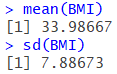 > mean(BMI)
[1] 33.98667
> sd(BMI)
[1] 7.88673